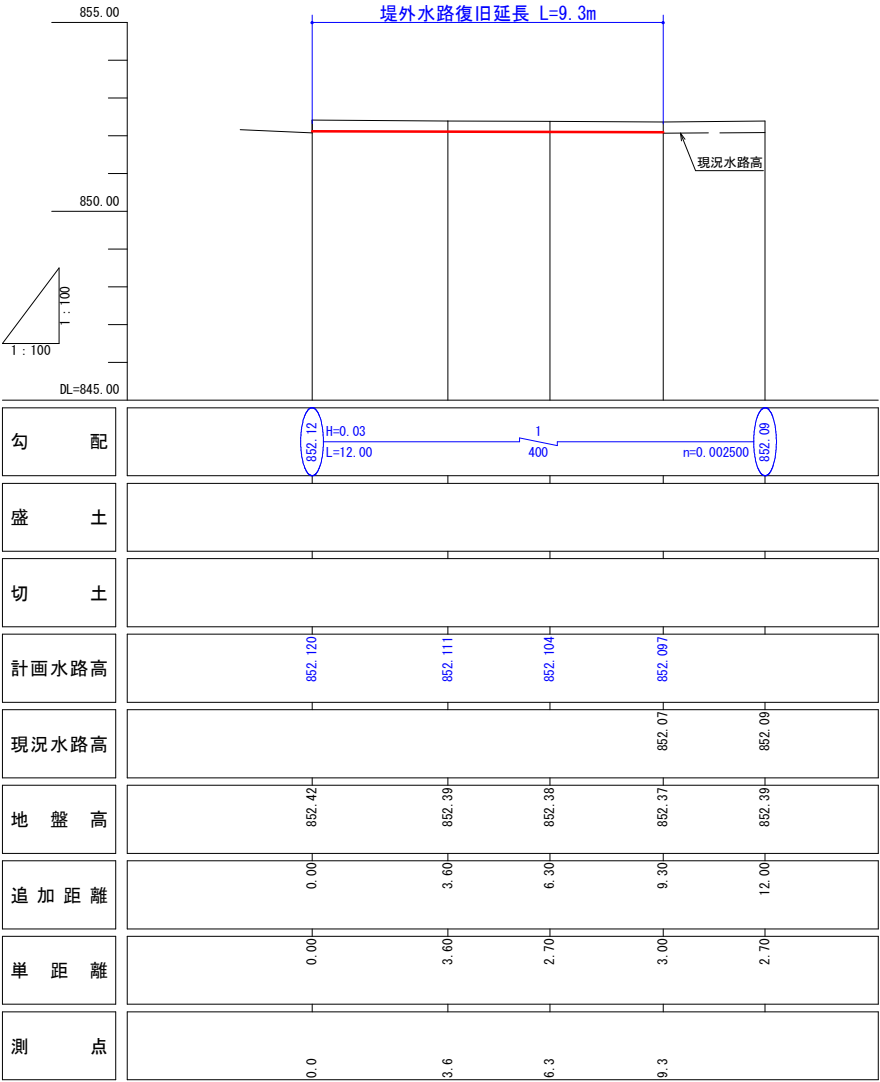 855.00
堤外水路復旧延長 L=9.3m
現況水路高
850.00
1：100
1：100
DL=845.00
勾配
852.12
H=0.03
L=12.00
1
400
n=0.002500
852.09
盛土
切土
計画水路高
852.120
852.111
852.104
852.097
現況水路高
852.07
852.09
地盤高
852.42
852.39
852.38
852.37
852.39
追加距離
0.00
3.60
6.30
9.30
12.00
単距離
0.00
3.60
2.70
3.00
2.70
測点
0.0
3.6
6.3
9.3